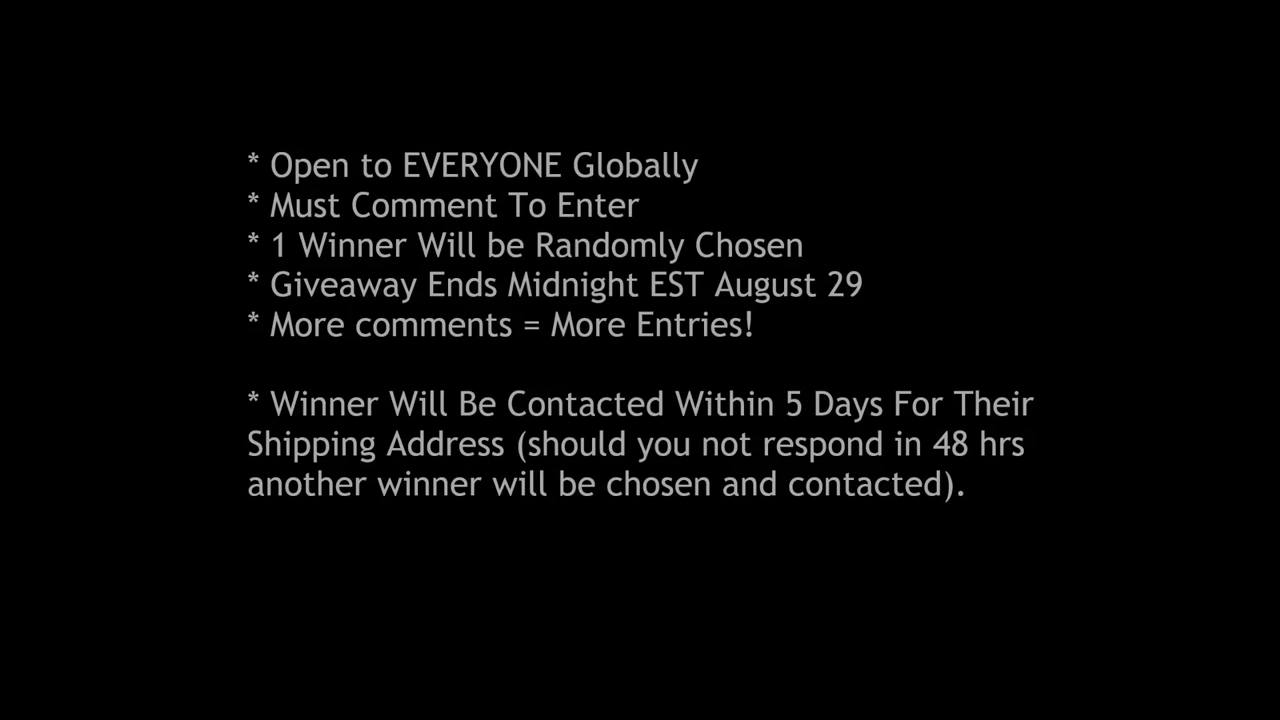 * Open to EVERYONE Globally
* Must Comment To Enter
* 1 Winner Will be Randomly Chosen
* Giveaway Ends Midnight EST August 29
* More comments = More Entries!
* Winner Will Be Contacted Within 5 Days For Their
Shipping Address (should you not respond in 48 hrs
another winner will be chosen and contacted).